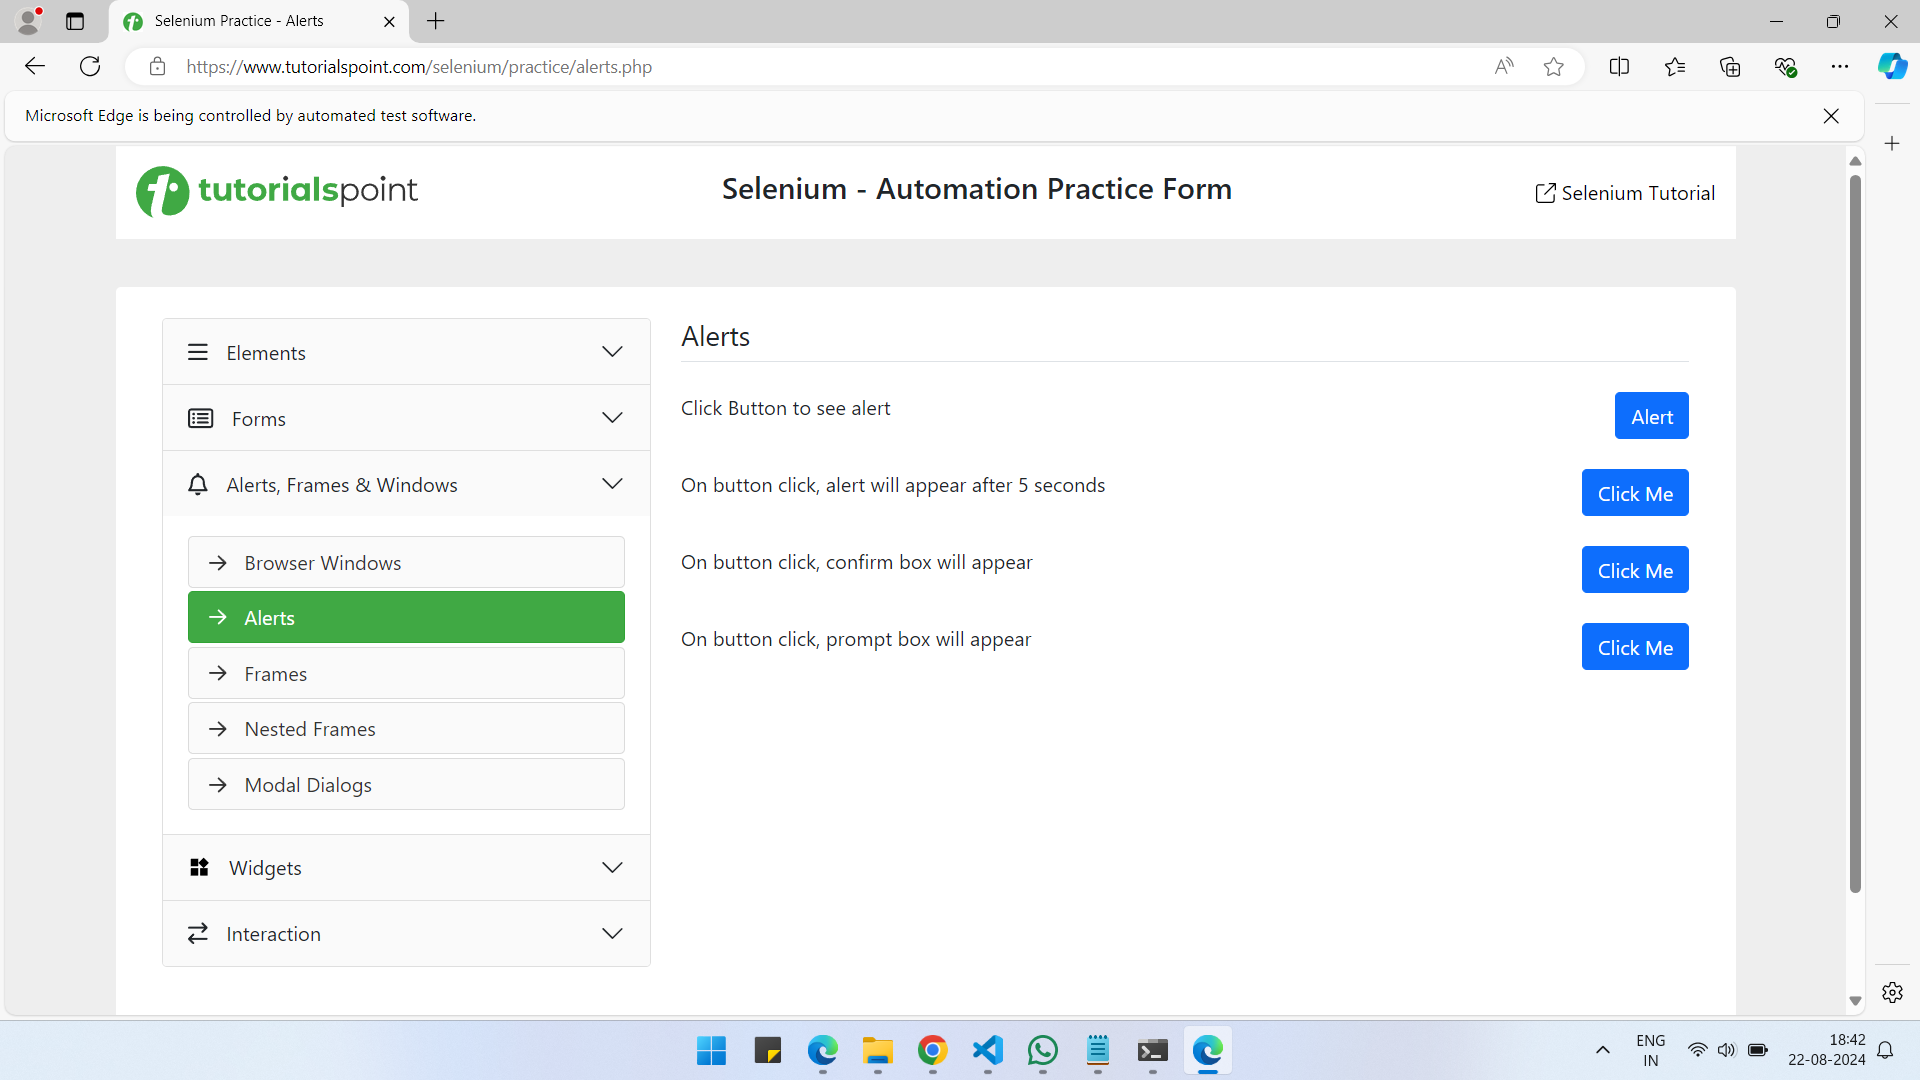 Selenium Practice - Alerts
https://www.tutorialspoint.com/selenium/practice/alerts.php
Microsoft Edge is being controlled by automated test software.
tutorialspoint
Selenium - Automation Practice Form
Selenium Tutorial
Elements
Forms
Alerts, Frames & Windows
Browser Windows
Alerts
Frames
Nested Frames
Modal Dialogs
Widgets
Interaction
Alerts
Click Button to see alert
Alert
On button click, alert will appear after 5 seconds
Click Me
On button click, confirm box will appear
Click Me
On button click, prompt box will appear
Click Me
ENG
IN
18:42
22-08-2024